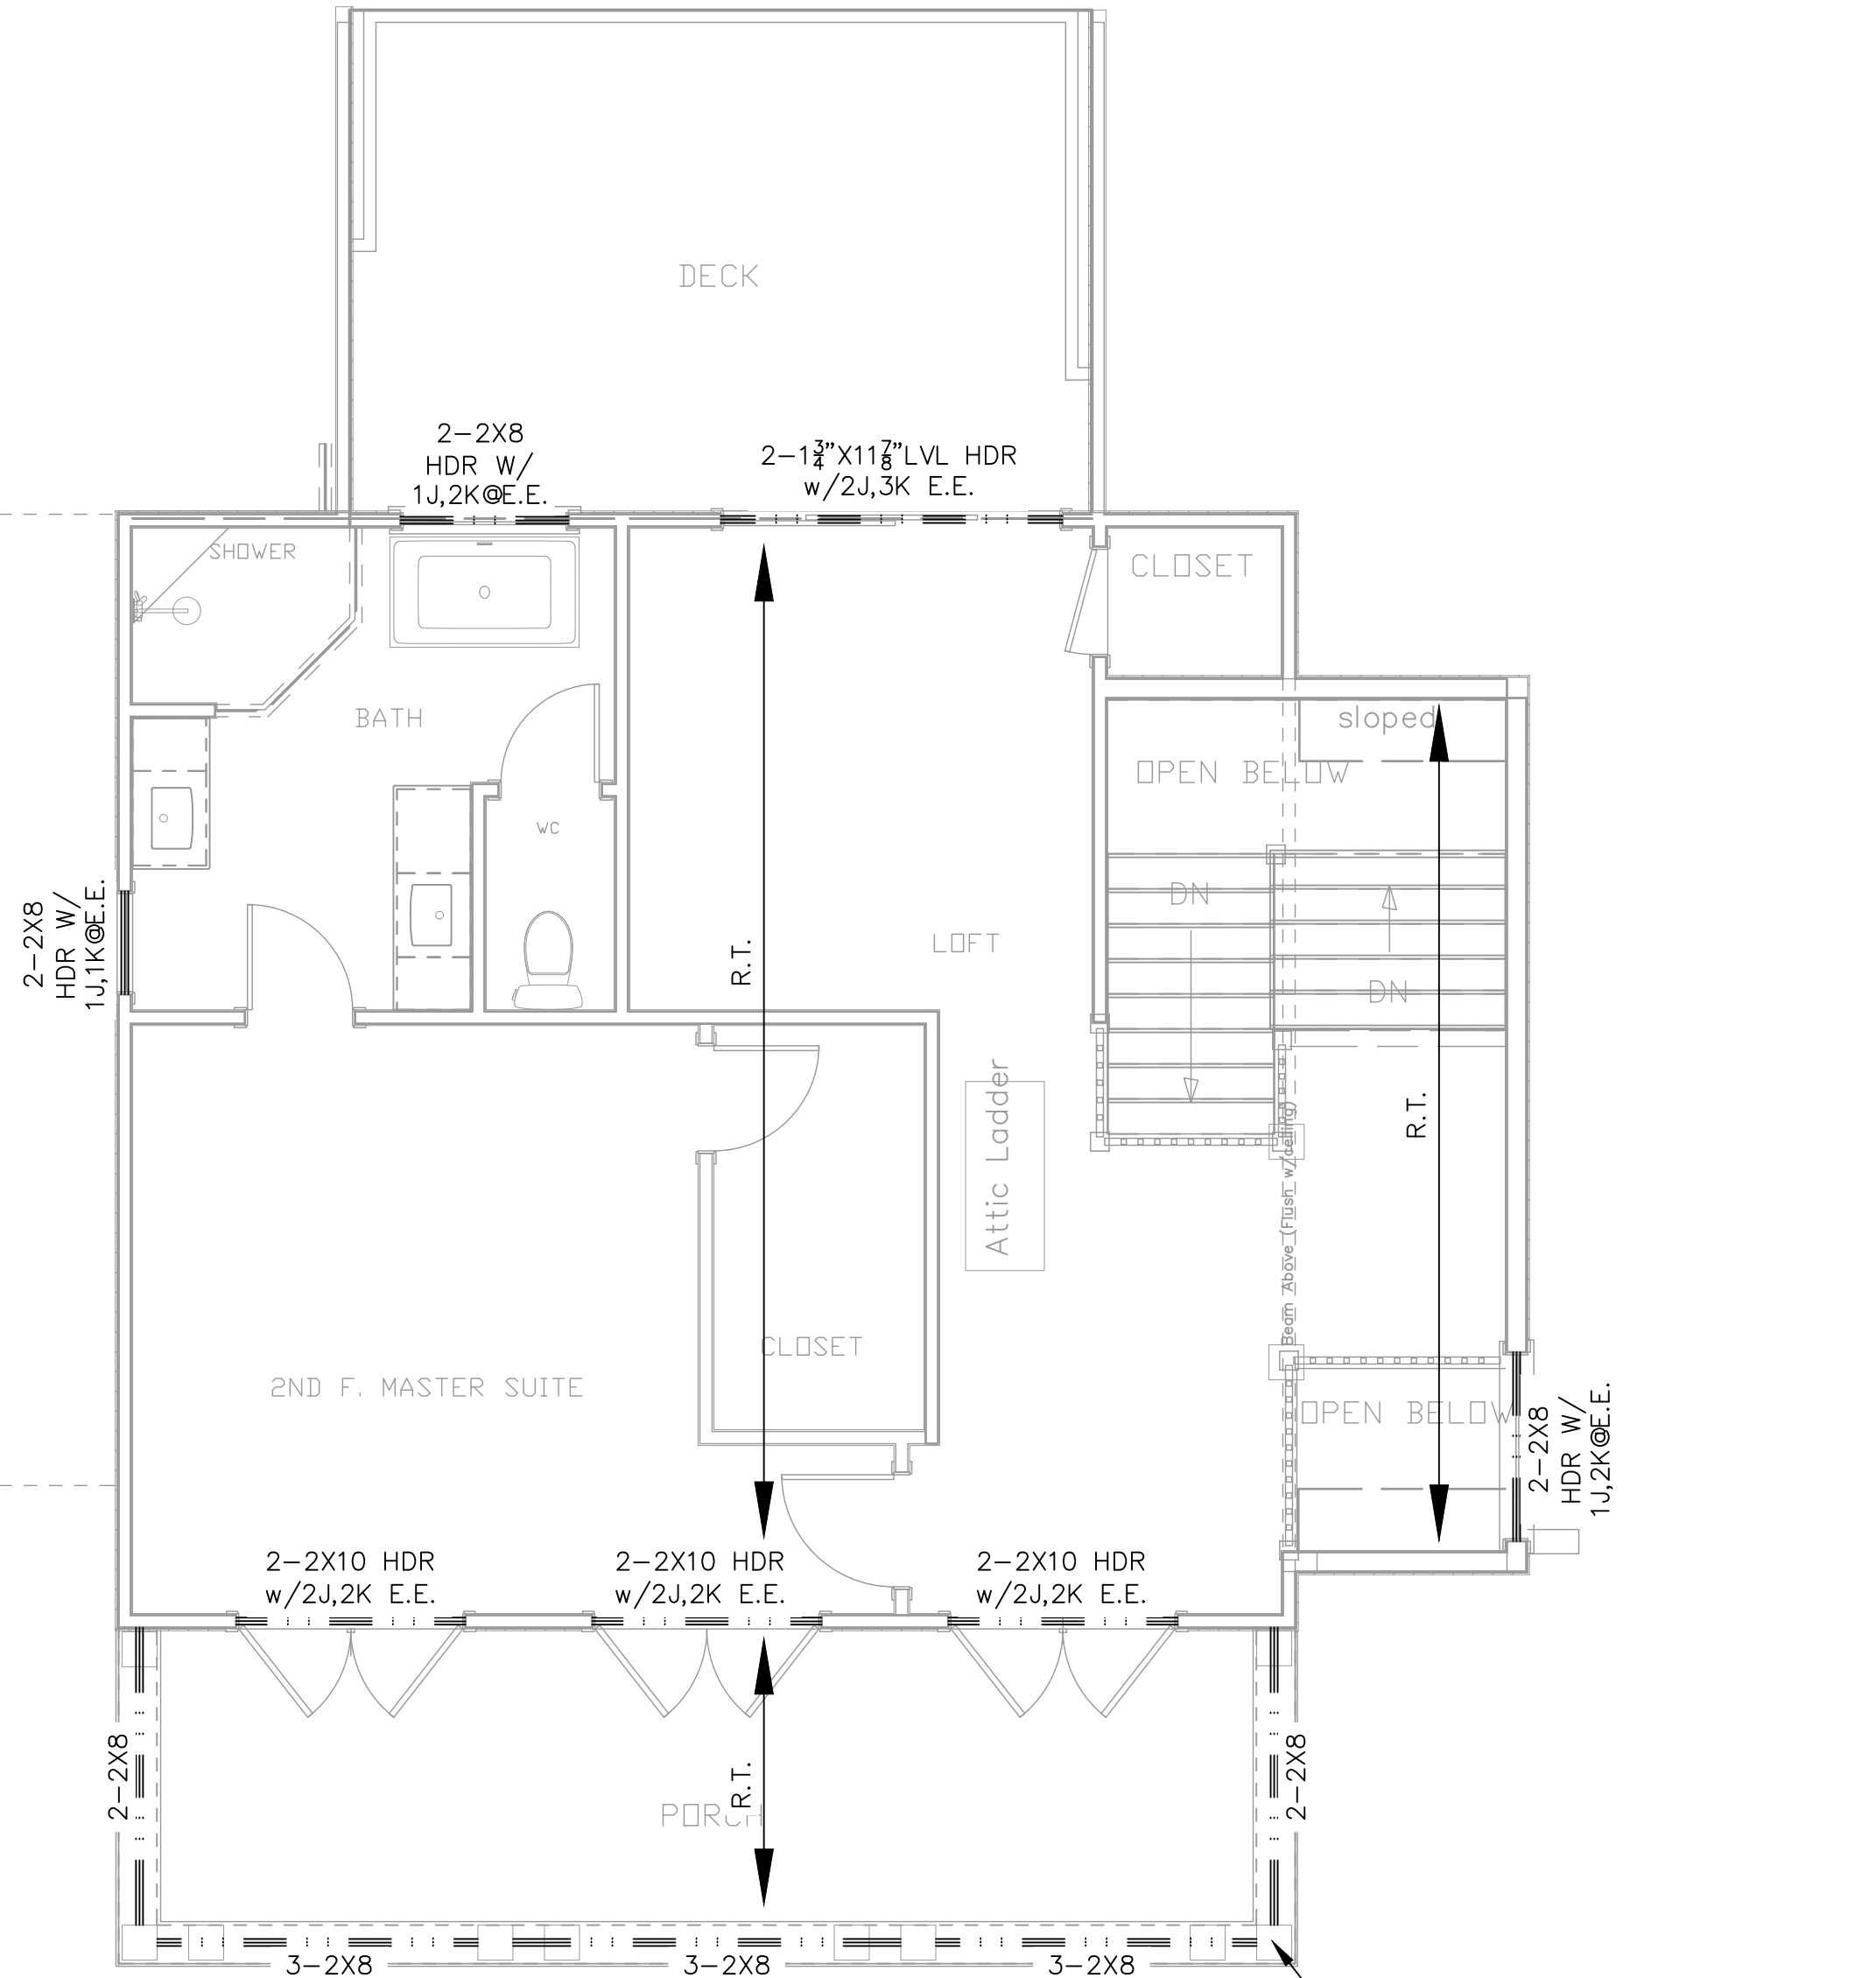 DECK
2-2X8
HDR W/
1J,2K@E.E.
2-1¾"X11⅞"LVL HDR
w/2J,3K E.E.
SHOWER
CLOSET
BATH
sloped
OPEN BELOW
WC
DN
2-2X8
HDR W/
1J,1K@E.E.
R.T.
LOFT
DN
R.T.
Attic Ladder
Beam Above (Flush w/ceiling)
CLOSET
2ND F. MASTER SUITE
OPEN BELOW
2-2X8
HDR W/
1J,2K@E.E.
2-2X10 HDR
w/2J,2K E.E.
2-2X10 HDR
w/2J,2K E.E.
2-2X10 HDR
w/2J,2K E.E.
2-2X8
R.T.
PORCH
2-2X8
3-2X8
3-2X8
3-2X8